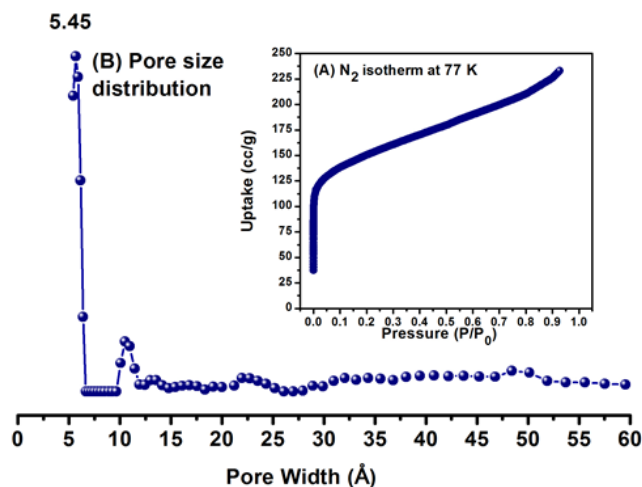 5.45
(B) Pore size
distribution
(A) N2 isotherm at 77 K
Uptake (cc/g)
250
225
200
175
150
125
100
75
50
25
0
0.0 0.1 0.2 0.3 0.4 0.5 0.6 0.7 0.8 0.9 1.0
Pressure (P/P0)
0 5 10 15 20 25 30 35 40 45 50 55 60
Pore Width (Å)